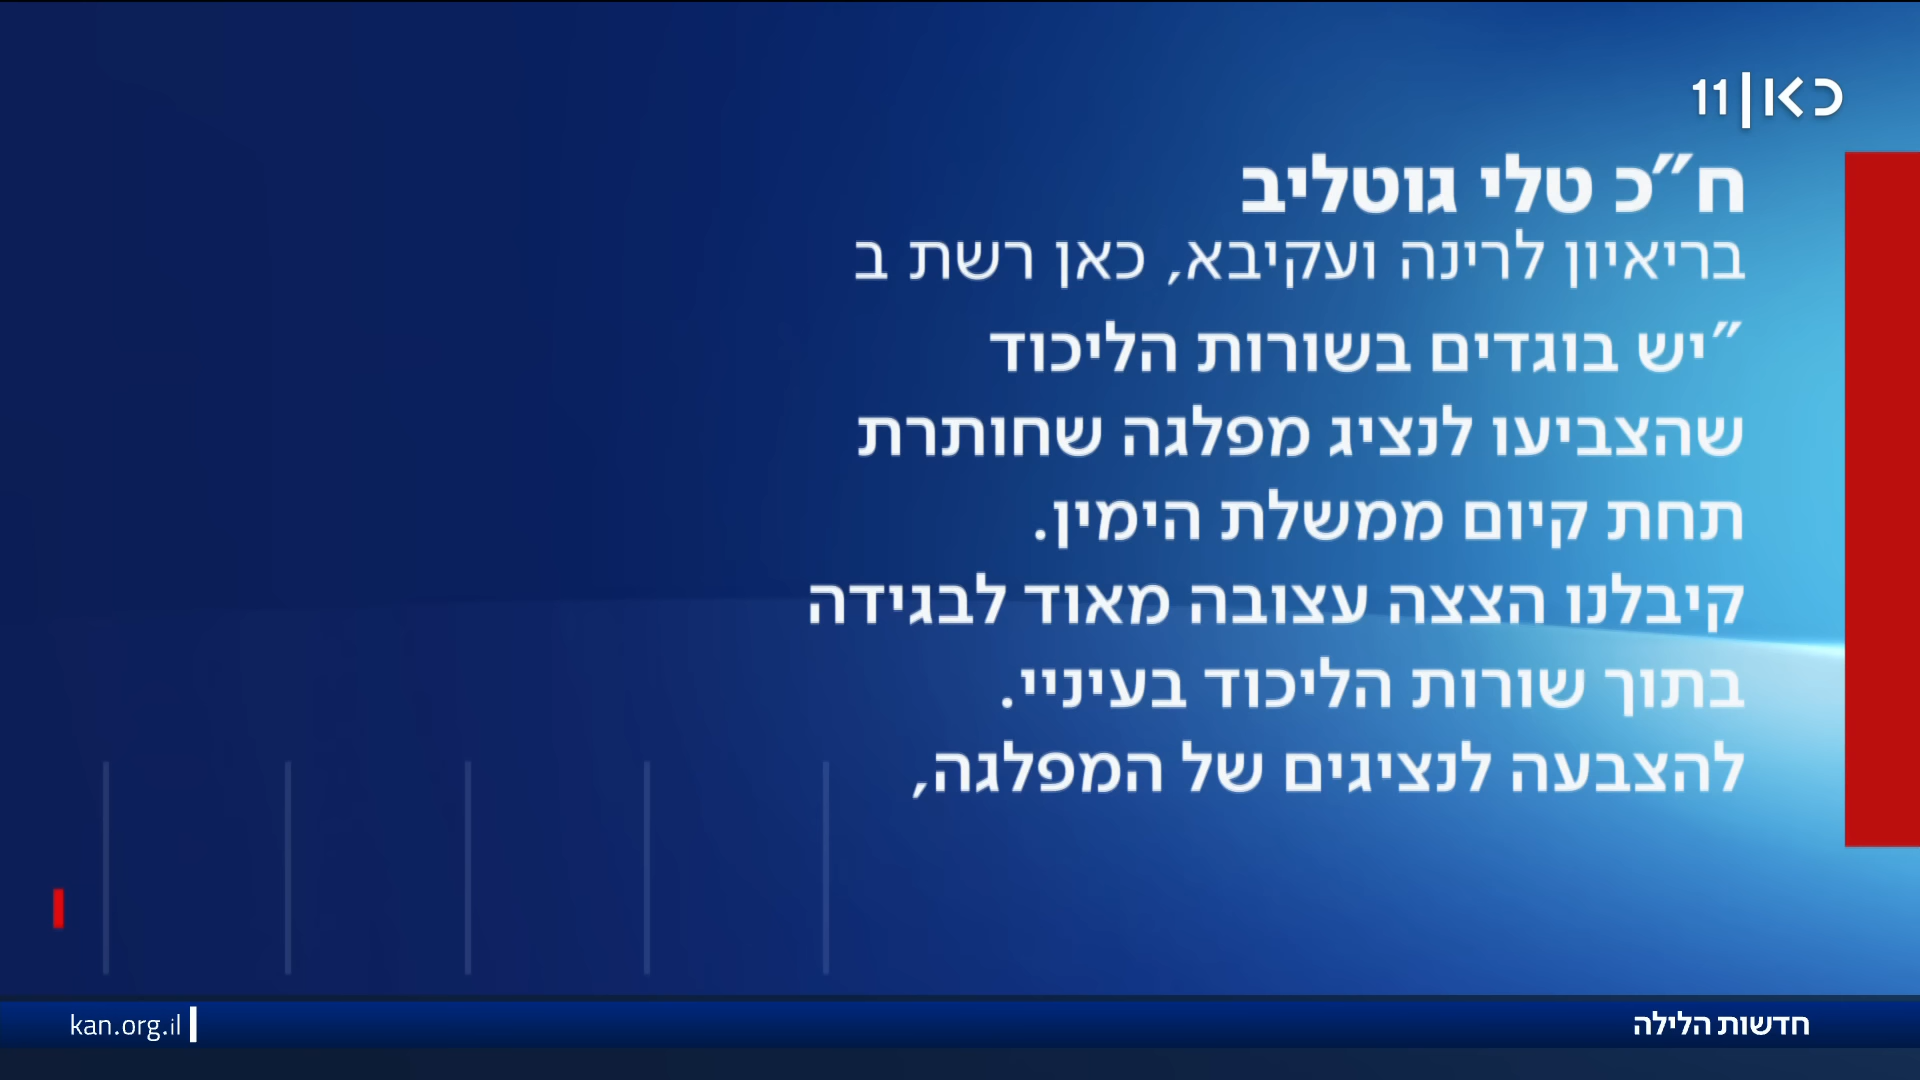 כאן|11
ח"כ טלי גוטליב
בריאיון לרינה ועקיבא, כאן רשת ב
"יש בוגדים בשורות הליכוד
שהצביעו לנציג מפלגה שחותרת
תחת קיום ממשלת הימין.
קיבלנו הצצה עצובה מאוד לבגידה
בתוך שורות הליכוד בעיניי.
להצבעה לנציגים של המפלגה,
חדשות הלילה
kan.org.il